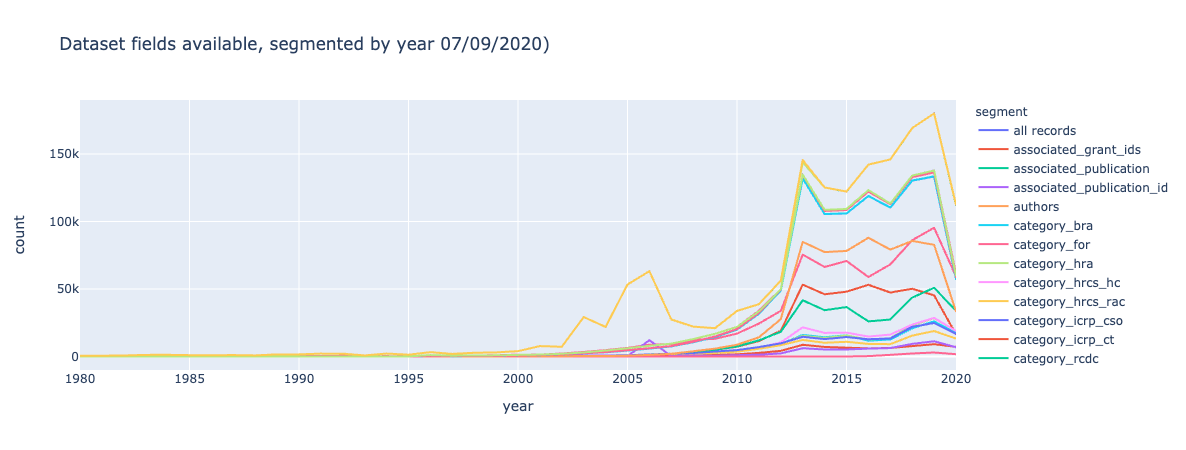 Dataset fields available, segmented by year 07/09/2020)
segment
all records
associated_grant_ids
associated_publication
associated_publication_id
authors
category_bra
category_for
category_hra
category_hrcs_hc
category_hrcs_rac
category_icrp_cso
category_icrp_ct
category_rcdc
150k
100k
50k
0
count
1980 1985 1990 1995 2000 2005 2010 2015 2020
year